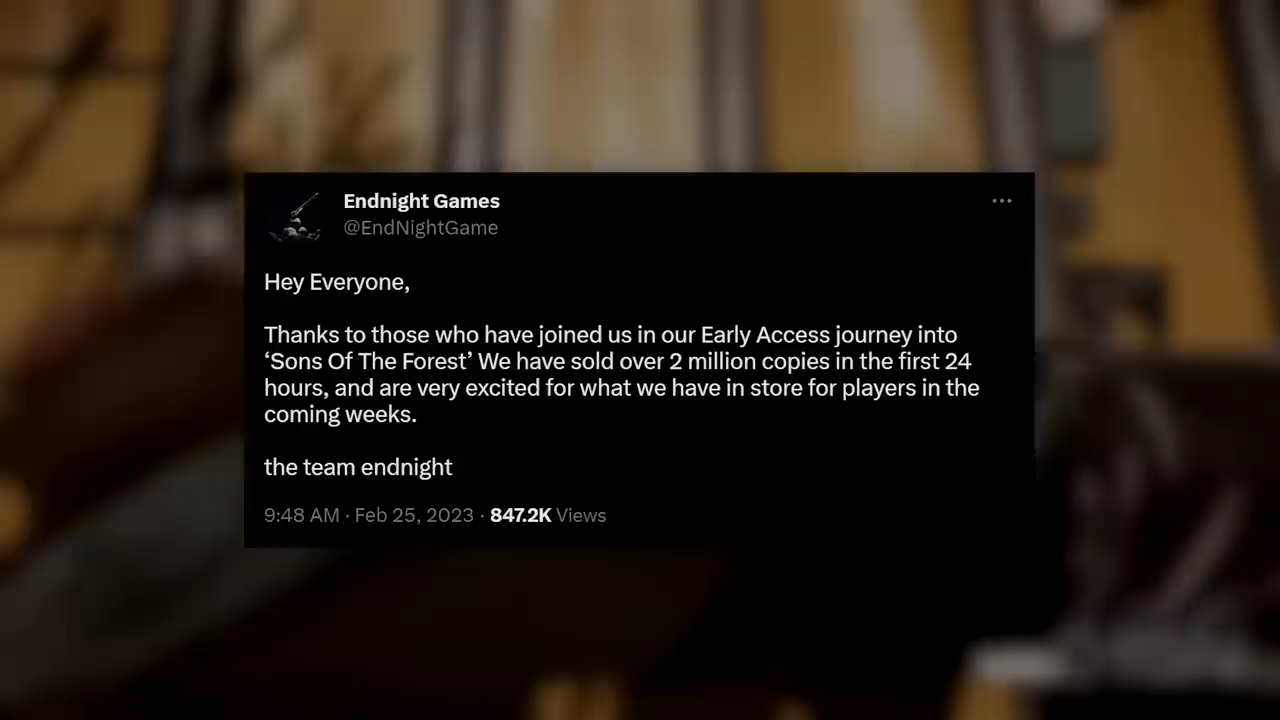 Endnight Games
@EndNightGame
Hey Everyone,
Thanks to those who have joined us in our Early Access journey into
‘Sons Of The Forest’ We have sold over 2 million copies in the first 24
hours, and are very excited for what we have in store for players in the
coming weeks.
the team endnight
9:48 AM · Feb 25, 2023 · 847.2K Views